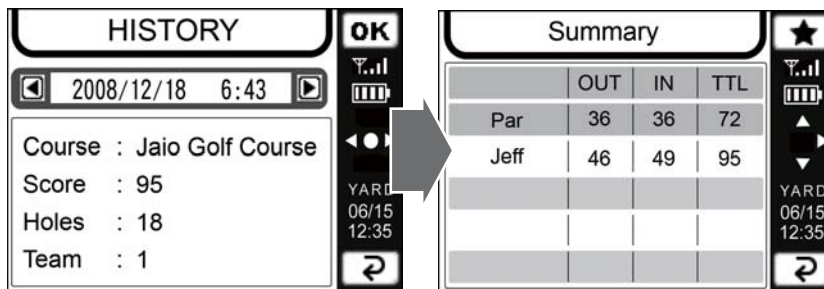 HISTORY
OK
2008/12/18 6:43
Course : Jaio Golf Course
Score : 95
Holes : 18
Team : 1
YARD
06/15
12:35
Summary
OUT IN TTL
Par 36 36 72
Jeff 46 49 95
YARD
06/15
12:35